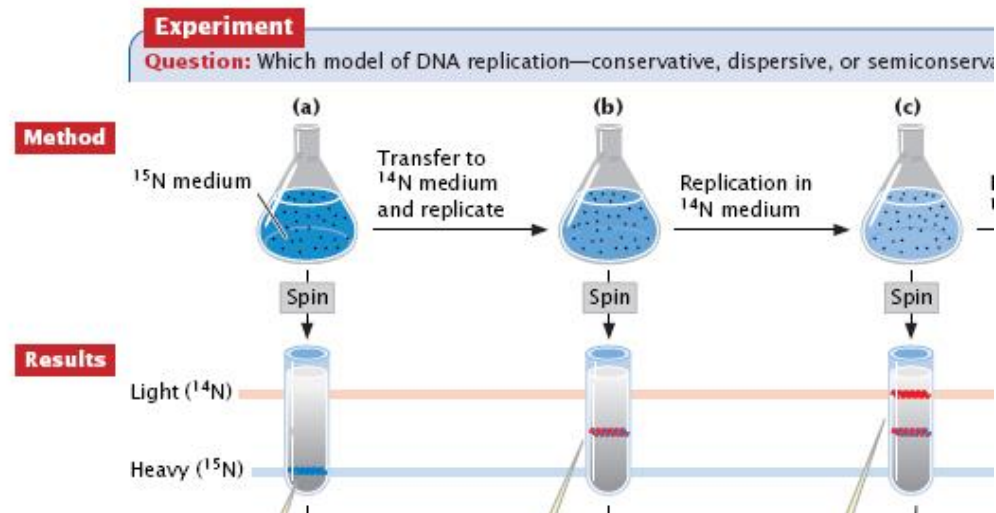 Experiment
Question: Which model of DNA replication—conservative, dispersive, or semiconserva
(a)
(b)
(c)
Method
¹⁵N medium
Transfer to
¹⁴N medium
and replicate
Replication in
¹⁴N medium
Spin
Spin
Spin
Results
Light (¹⁴N)
Heavy (¹⁵N)